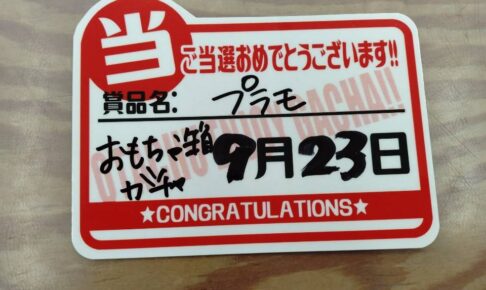 当
ご当選おめでとうございます!!
賞品名: プラモ
おもちゃ箱 9月23日
ガチャ
★CONGRATULATIONS★